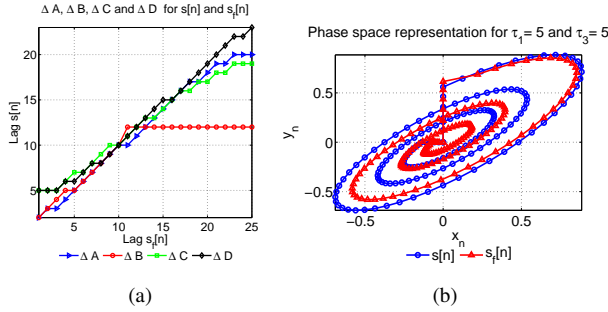 Δ A, Δ B, Δ C and Δ D for s[n] and s_f[n]
Lag s[n]
20
15
10
5
5 10 15 20 25
Lag s_f[n]
Δ A Δ B Δ C Δ D
(a)
Phase space representation for τ_1= 5 and τ_3= 5
y_n
0.5
0
−0.5
−0.5 0 0.5
x_n
s[n] s_f[n]
(b)